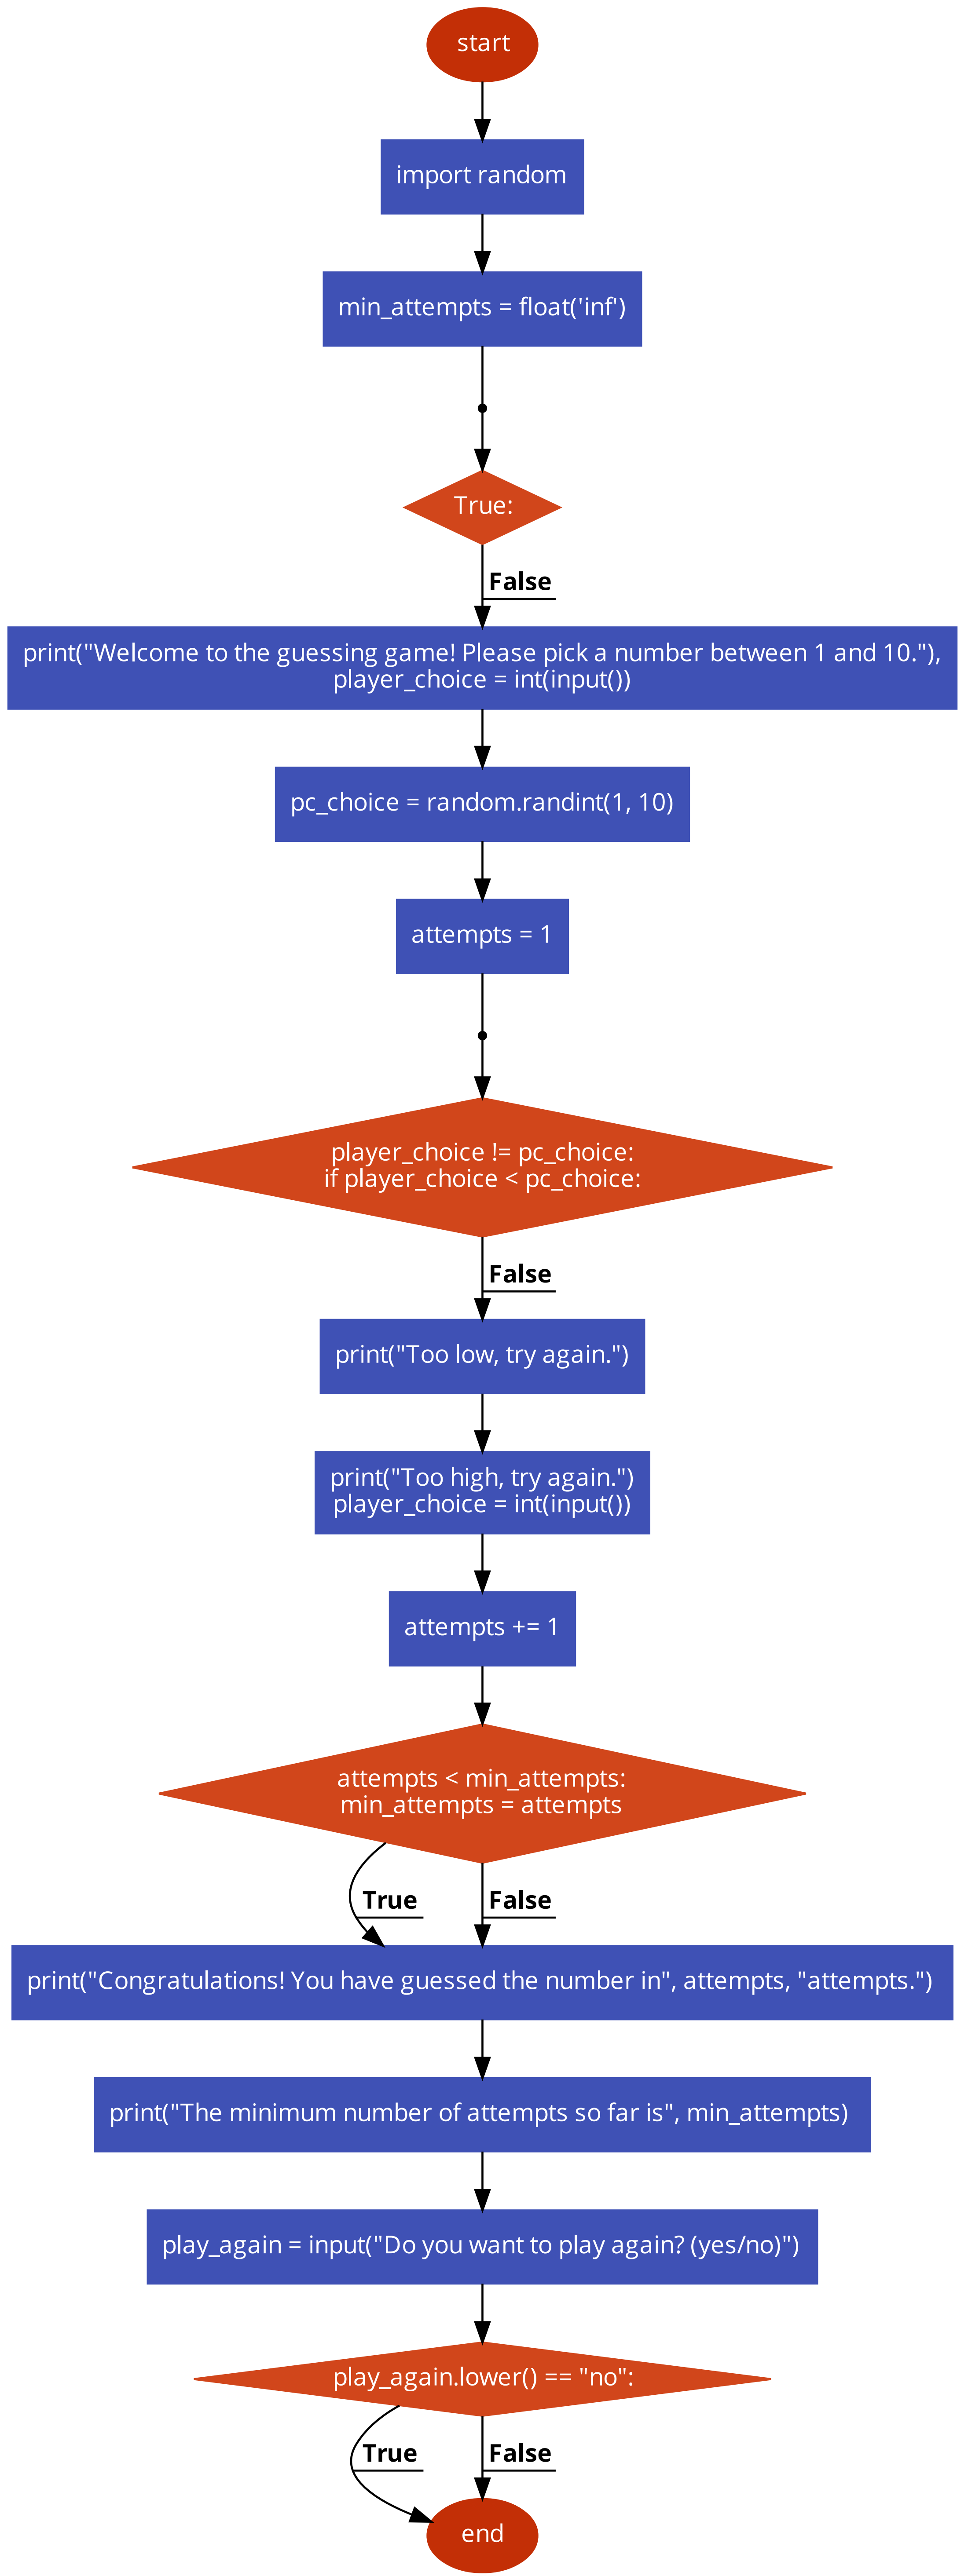 start
import random
min_attempts = float('inf')
True:
False
print("Welcome to the guessing game! Please pick a number between 1 and 10."),
player_choice = int(input())
pc_choice = random.randint(1, 10)
attempts = 1
player_choice != pc_choice:
if player_choice < pc_choice:
False
print("Too low, try again.")
print("Too high, try again.")
player_choice = int(input())
attempts += 1
attempts < min_attempts:
min_attempts = attempts
True
False
print("Congratulations! You have guessed the number in", attempts, "attempts.")
print("The minimum number of attempts so far is", min_attempts)
play_again = input("Do you want to play again? (yes/no)")
play_again.lower() == "no":
True
False
end